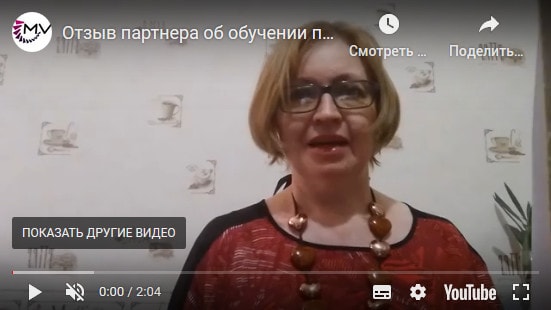 M.V
Отзыв партнера об обучении п...
Смотреть ...
Поделить...
ПОКАЗАТЬ ДРУГИЕ ВИДЕО
0:00 / 2:04
YouTube